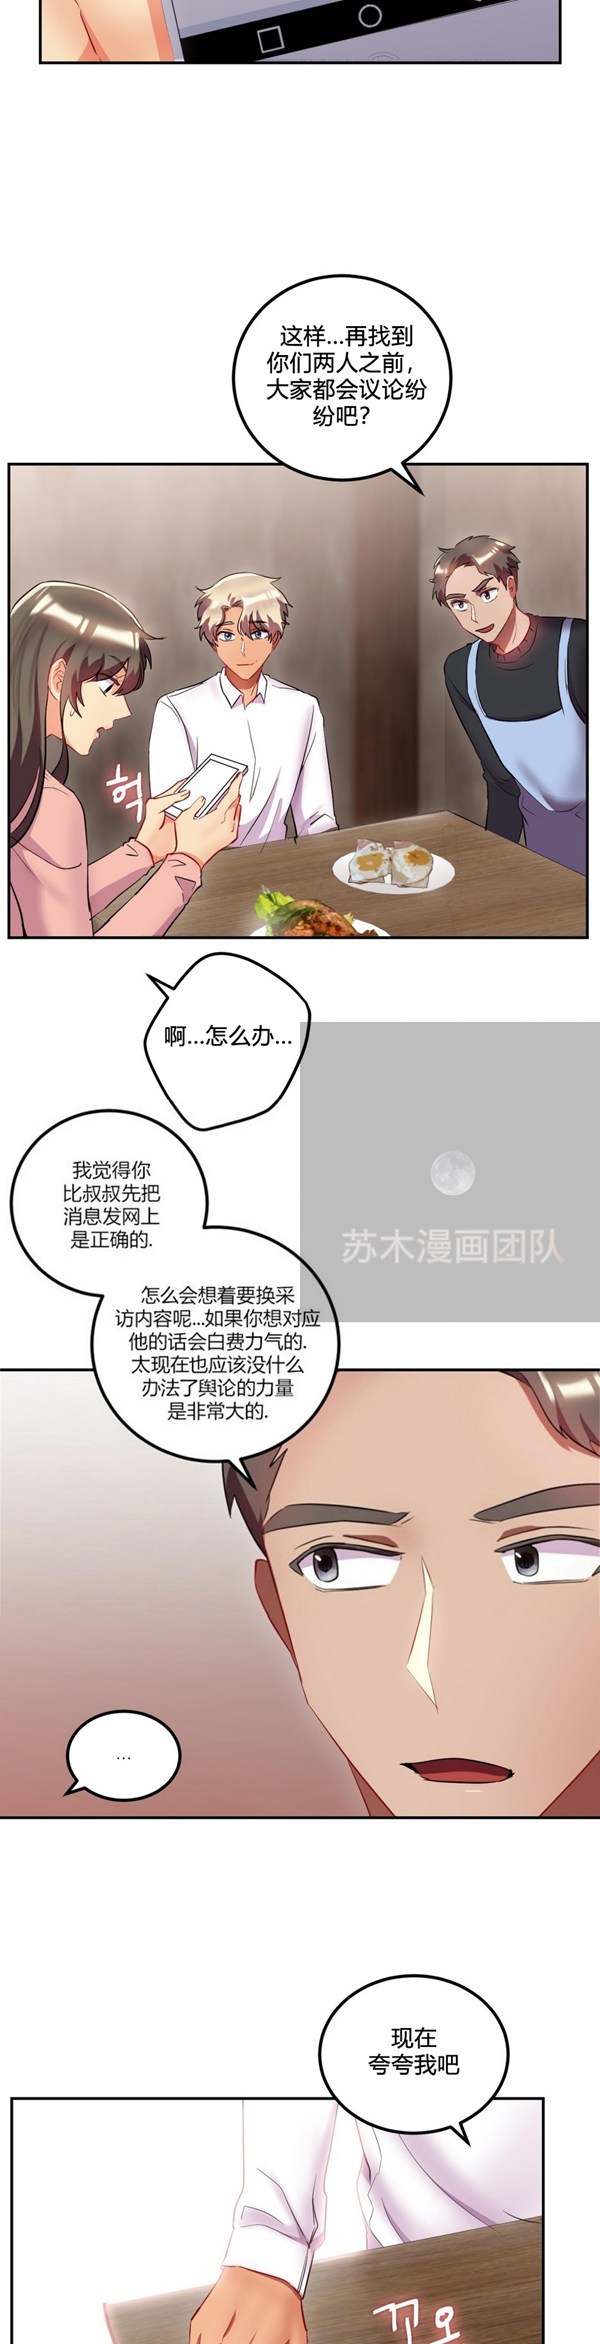 这样...再找到
你们两人之前，
大家都会议论纷
纷吧？
헉
啊...怎么办...
我觉得你
比叔叔先把
消息发网上
是正确的.
苏木漫画团队
怎么会想着要换采
访内容呢...如果你想对应
他的话会白费力气的.
太现在也应该没什么
办法了舆论的力量
是非常大的.
...
现在
夸夸我吧
꼬옥